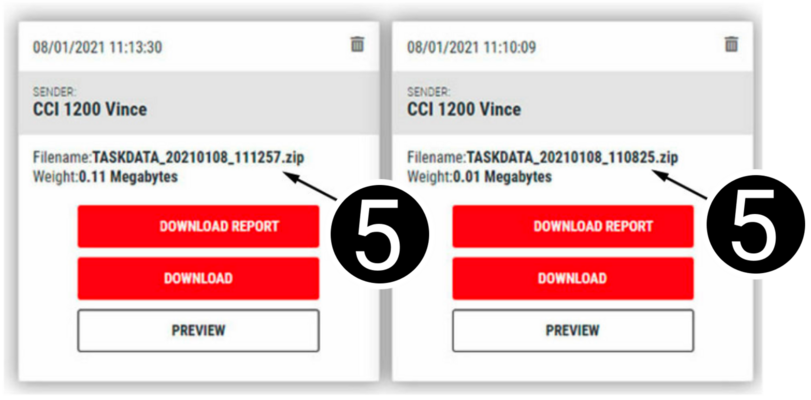 08/01/2021 11:13:30
SENDER:
CCI 1200 Vince
Filename:TASKDATA_20210108_111257.zip
Weight:0.11 Megabytes
5
DOWNLOAD REPORT
DOWNLOAD
PREVIEW
08/01/2021 11:10:09
SENDER:
CCI 1200 Vince
Filename:TASKDATA_20210108_110825.zip
Weight:0.01 Megabytes
5
DOWNLOAD REPORT
DOWNLOAD
PREVIEW